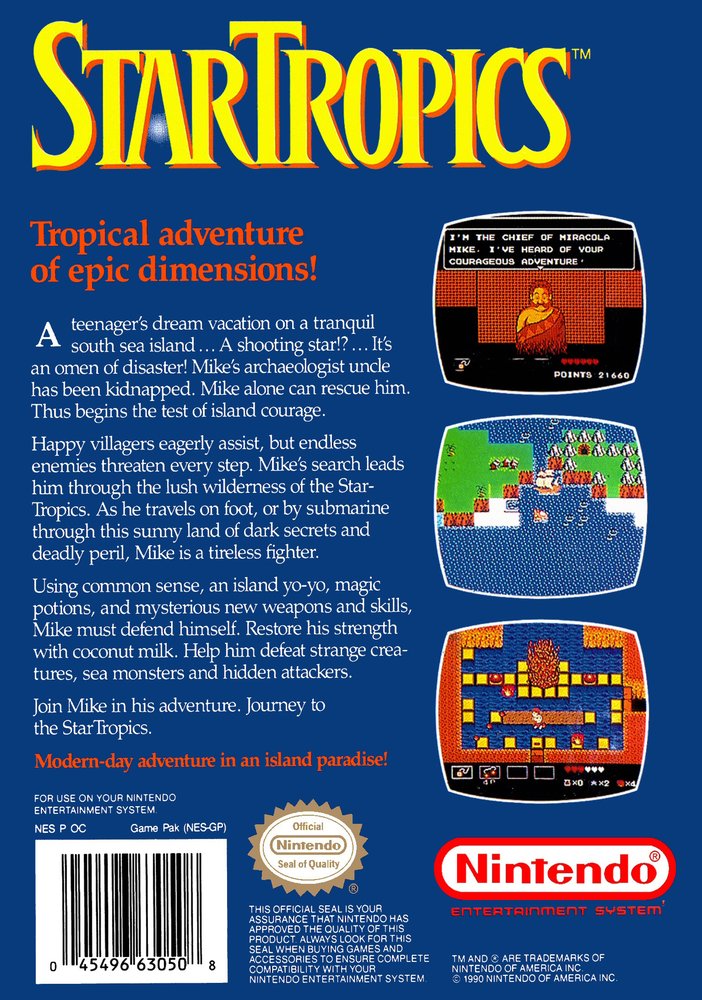 STARTROPICS™
Tropical adventure
of epic dimensions!
A teenager's dream vacation on a tranquil
south sea island... A shooting star!?... It's
an omen of disaster! Mike's archaeologist uncle
has been kidnapped. Mike alone can rescue him.
Thus begins the test of island courage.
Happy villagers eagerly assist, but endless
enemies threaten every step. Mike's search leads
him through the lush wilderness of the Star-
Tropics. As he travels on foot, or by submarine
through this sunny land of dark secrets and
deadly peril, Mike is a tireless fighter.
Using common sense, an island yo-yo, magic
potions, and mysterious new weapons and skills,
Mike must defend himself. Restore his strength
with coconut milk. Help him defeat strange crea-
tures, sea monsters and hidden attackers.
Join Mike in his adventure. Journey to
the StarTropics.
Modern-day adventure in an island paradise!
I'M THE CHIEF OF MIRACOLA
MIKE. I'VE HEARD OF YOUR
COURAGEOUS ADVENTURE.
POINTS 21660
X0 X2 X4
FOR USE ON YOUR NINTENDO
ENTERTAINMENT SYSTEM.
NES P OC Game Pak (NES-GP)
0 45496 63050 8
Official
Nintendo
Seal of Quality
®
THIS OFFICIAL SEAL IS YOUR
ASSURANCE THAT NINTENDO HAS
APPROVED THE QUALITY OF THIS
PRODUCT. ALWAYS LOOK FOR THIS
SEAL WHEN BUYING GAMES AND
ACCESSORIES TO ENSURE COMPLETE
COMPATIBILITY WITH YOUR
NINTENDO ENTERTAINMENT SYSTEM.
Nintendo®
ENTERTAINMENT SYSTEM
TM AND ® ARE TRADEMARKS OF
NINTENDO OF AMERICA INC.
© 1990 NINTENDO OF AMERICA INC.